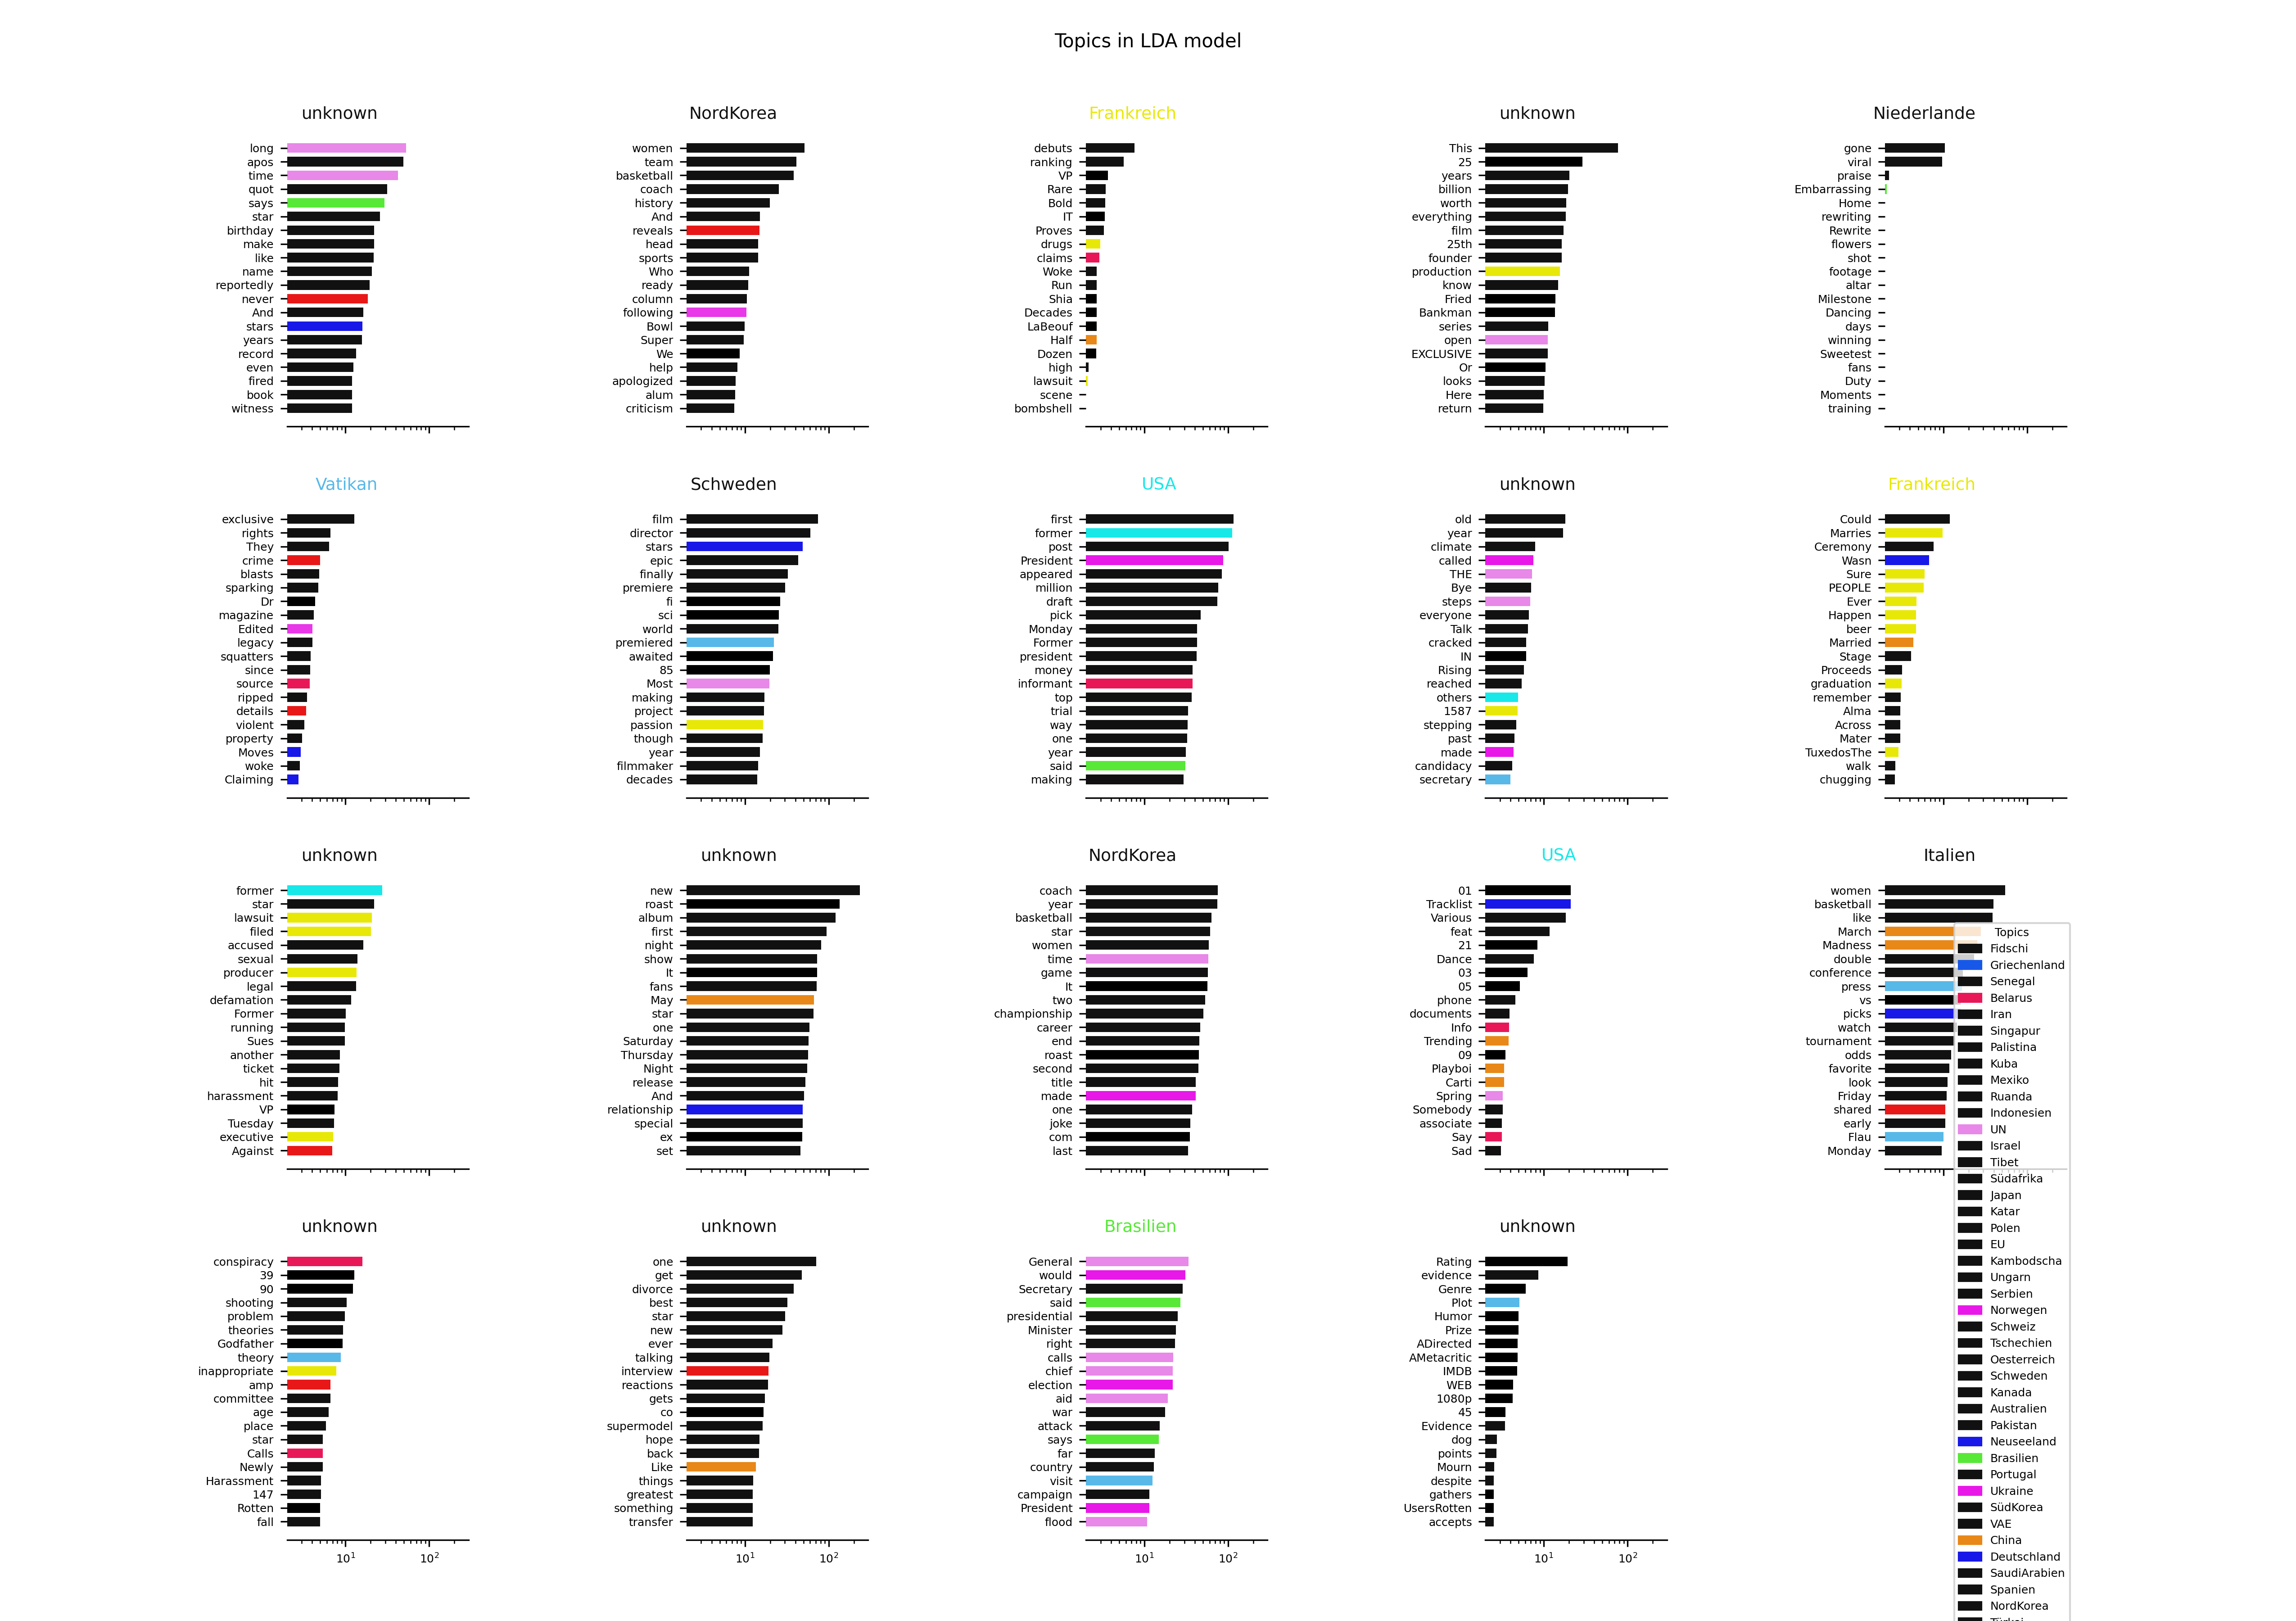 Topics in LDA model
unknown
long
apos
time
quot
says
star
birthday
make
like
name
reportedly
never
And
stars
years
record
even
fired
book
witness
NordKorea
women
team
basketball
coach
history
And
reveals
head
sports
Who
ready
column
following
Bowl
Super
We
help
apologized
alum
criticism
Frankreich
debuts
ranking
VP
Rare
Bold
IT
Proves
drugs
claims
Woke
Run
Shia
Decades
LaBeouf
Half
Dozen
high
lawsuit
scene
bombshell
unknown
This
25
years
billion
worth
everything
film
25th
founder
production
know
Fried
Bankman
series
open
EXCLUSIVE
Or
looks
Here
return
Niederlande
gone
viral
praise
Embarrassing
Home
rewriting
Rewrite
flowers
shot
footage
altar
Milestone
Dancing
days
winning
Sweetest
fans
Duty
Moments
training
Vatikan
exclusive
rights
They
crime
blasts
sparking
Dr
magazine
Edited
legacy
squatters
since
source
ripped
details
violent
property
Moves
woke
Claiming
Schweden
film
director
stars
epic
finally
premiere
fi
sci
world
premiered
awaited
85
Most
making
project
passion
though
year
filmmaker
decades
USA
first
former
post
President
appeared
million
draft
pick
Monday
Former
president
money
informant
top
trial
way
one
year
said
making
unknown
old
year
climate
called
THE
Bye
steps
everyone
Talk
cracked
IN
Rising
reached
others
1587
stepping
past
made
candidacy
secretary
Frankreich
Could
Marries
Ceremony
Wasn
Sure
PEOPLE
Ever
Happen
beer
Married
Stage
Proceeds
graduation
remember
Alma
Across
Mater
TuxedosThe
walk
chugging
unknown
former
star
lawsuit
filed
accused
sexual
producer
legal
defamation
Former
running
Sues
another
ticket
hit
harassment
VP
Tuesday
executive
Against
unknown
new
roast
album
first
night
show
It
fans
May
star
one
Saturday
Thursday
Night
release
And
relationship
special
ex
set
NordKorea
coach
year
basketball
star
women
time
game
It
two
championship
career
end
roast
second
title
made
one
joke
com
last
USA
01
Tracklist
Various
feat
21
Dance
03
05
phone
documents
Info
Trending
09
Playboi
Carti
Spring
Somebody
associate
Say
Sad
Italien
women
basketball
like
March
Madness
double
conference
press
vs
picks
watch
tournament
odds
favorite
look
Friday
shared
early
Flau
Monday
unknown
conspiracy
39
90
shooting
problem
theories
Godfather
theory
inappropriate
amp
committee
age
place
star
Calls
Newly
Harassment
147
Rotten
fall
10¹
10²
unknown
one
get
divorce
best
star
new
ever
talking
interview
reactions
gets
co
supermodel
hope
back
Like
things
greatest
something
transfer
10¹
10²
Brasilien
General
would
Secretary
said
presidential
Minister
right
calls
chief
election
aid
war
attack
says
far
country
visit
campaign
President
flood
10¹
10²
unknown
Rating
evidence
Genre
Plot
Humor
Prize
ADirected
AMetacritic
IMDB
WEB
1080p
45
Evidence
dog
points
Mourn
despite
gathers
UsersRotten
accepts
10¹
10²
Topics
Fidschi
Griechenland
Senegal
Belarus
Iran
Singapur
Palistina
Kuba
Mexiko
Ruanda
Indonesien
UN
Israel
Tibet
Südafrika
Japan
Katar
Polen
EU
Kambodscha
Ungarn
Serbien
Norwegen
Schweiz
Tschechien
Oesterreich
Schweden
Kanada
Australien
Pakistan
Neuseeland
Brasilien
Portugal
Ukraine
SüdKorea
VAE
China
Deutschland
SaudiArabien
Spanien
NordKorea